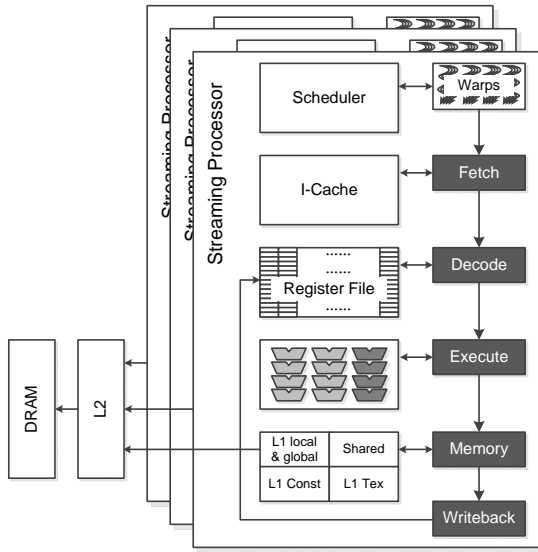 Streaming Processor
Streaming Processor
Streaming Processor
Scheduler
Warps
I-Cache
Fetch
......
......
Register File
......
Decode
Execute
DRAM
L2
L1 local
& global
Shared
L1 Const
L1 Tex
Memory
Writeback